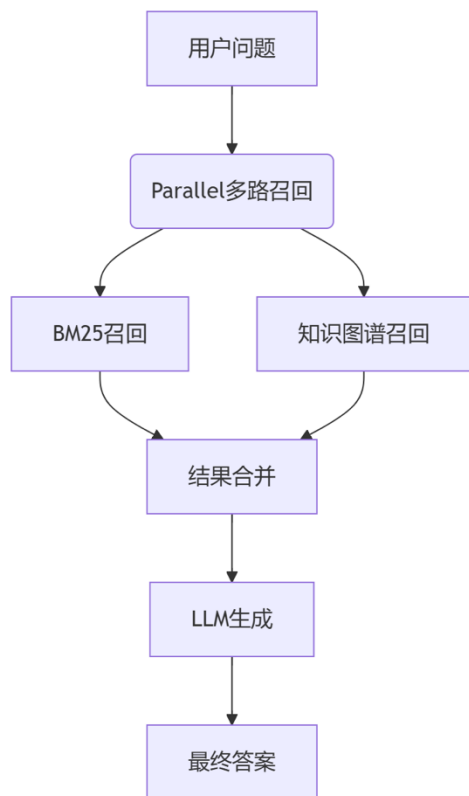 用户问题
Parallel多路召回
BM25召回
知识图谱召回
结果合并
LLM生成
最终答案